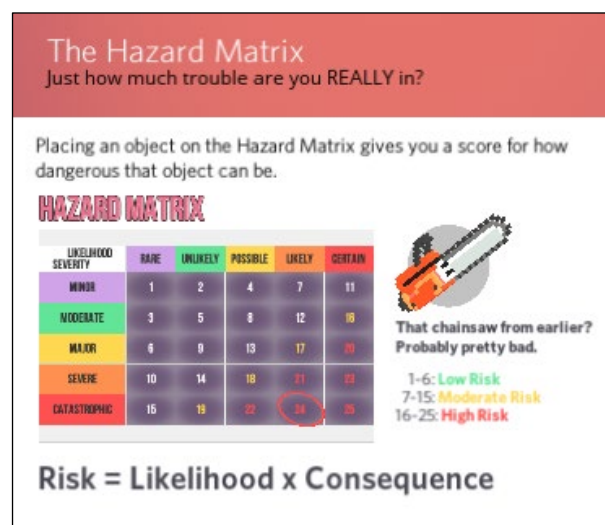 The Hazard Matrix
Just how much trouble are you REALLY in?
Placing an object on the Hazard Matrix gives you a score for how
dangerous that object can be.
HAZARD MATRIX
LIKELIHOOD
SEVERITY
RARE UNLIKELY POSSIBLE LIKELY CERTAIN
MINOR 1 2 4 7 11
MODERATE 3 5 8 12 16
MAJOR 6 9 13 17 20
SEVERE 10 14 18 21 23
CATASTROPHIC 15 19 22 24 25
That chainsaw from earlier?
Probably pretty bad.
1-6: Low Risk
7-15: Moderate Risk
16-25: High Risk
Risk = Likelihood x Consequence